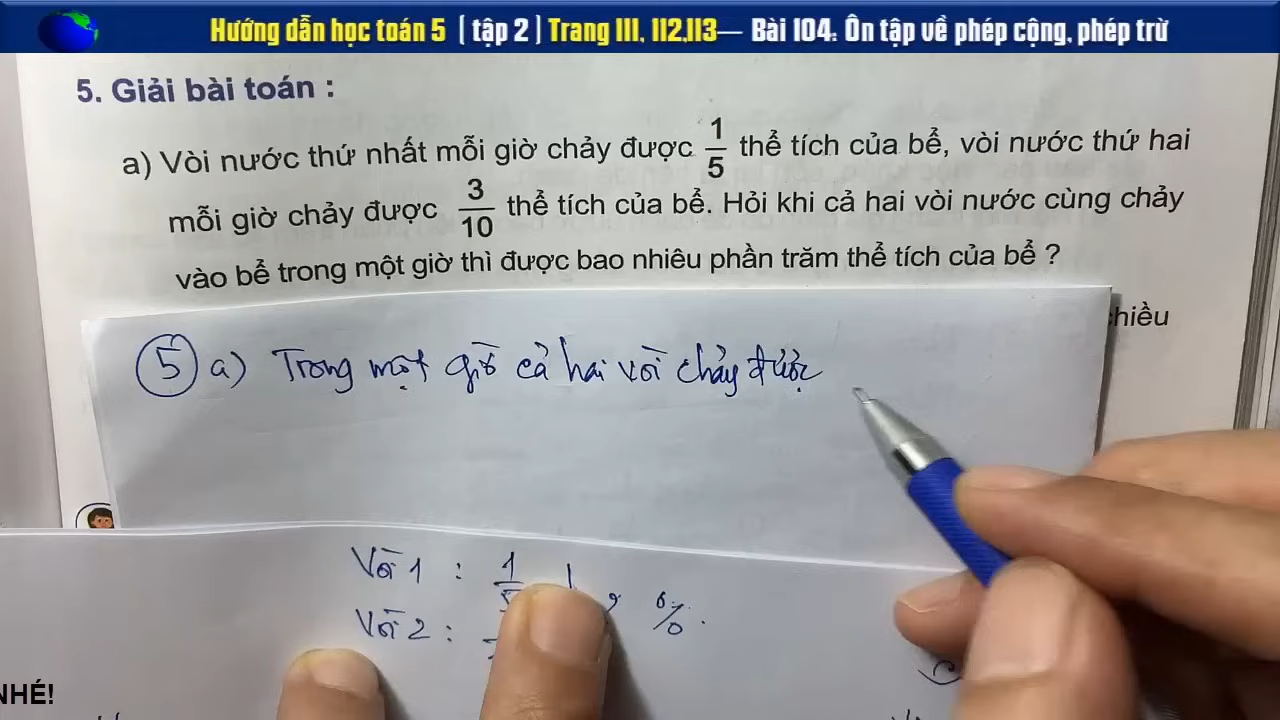 Hướng dẫn học toán 5 ( tập 2 ) Trang 111, 112,113— Bài 104: Ôn tập về phép cộng, phép trừ
5. Giải bài toán :
a) Vòi nước thứ nhất mỗi giờ chảy được 1/5 thể tích của bể, vòi nước thứ hai
mỗi giờ chảy được 3/10 thể tích của bể. Hỏi khi cả hai vòi nước cùng chảy
vào bể trong một giờ thì được bao nhiêu phần trăm thể tích của bể ?
chiều
5 a) Trong một giờ cả hai vòi chảy được
Vòi 1 : 1/5
Vòi 2 : %.
NHÉ!